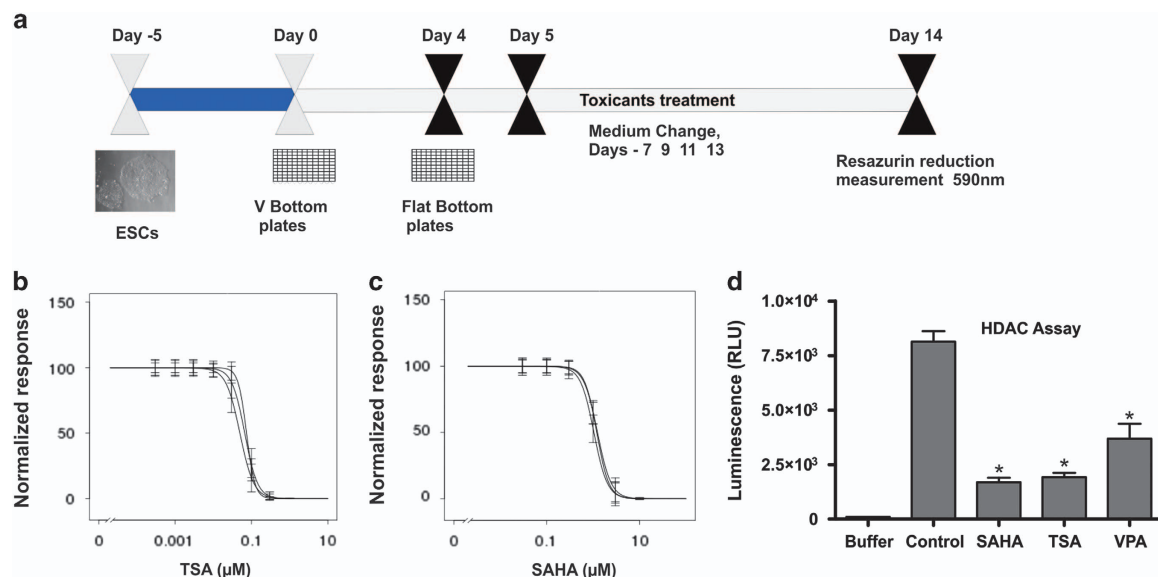 a
Day -5
Day 0
Day 4
Day 5
Day 14
Toxicants treatment
Medium Change,
Days - 7 9 11 13
Resazurin reduction
measurement 590nm
ESCs
V Bottom
plates
Flat Bottom
plates
b
Normalized response
150
100
50
0
0
0.001
0.1
10
TSA (µM)
c
Normalized response
150
100
50
0
0
0.1
10
SAHA (µM)
d
HDAC Assay
Luminescence (RLU)
1.0×10⁴
7.5×10³
5.0×10³
2.5×10³
0
*
*
*
Buffer
Control
SAHA
TSA
VPA